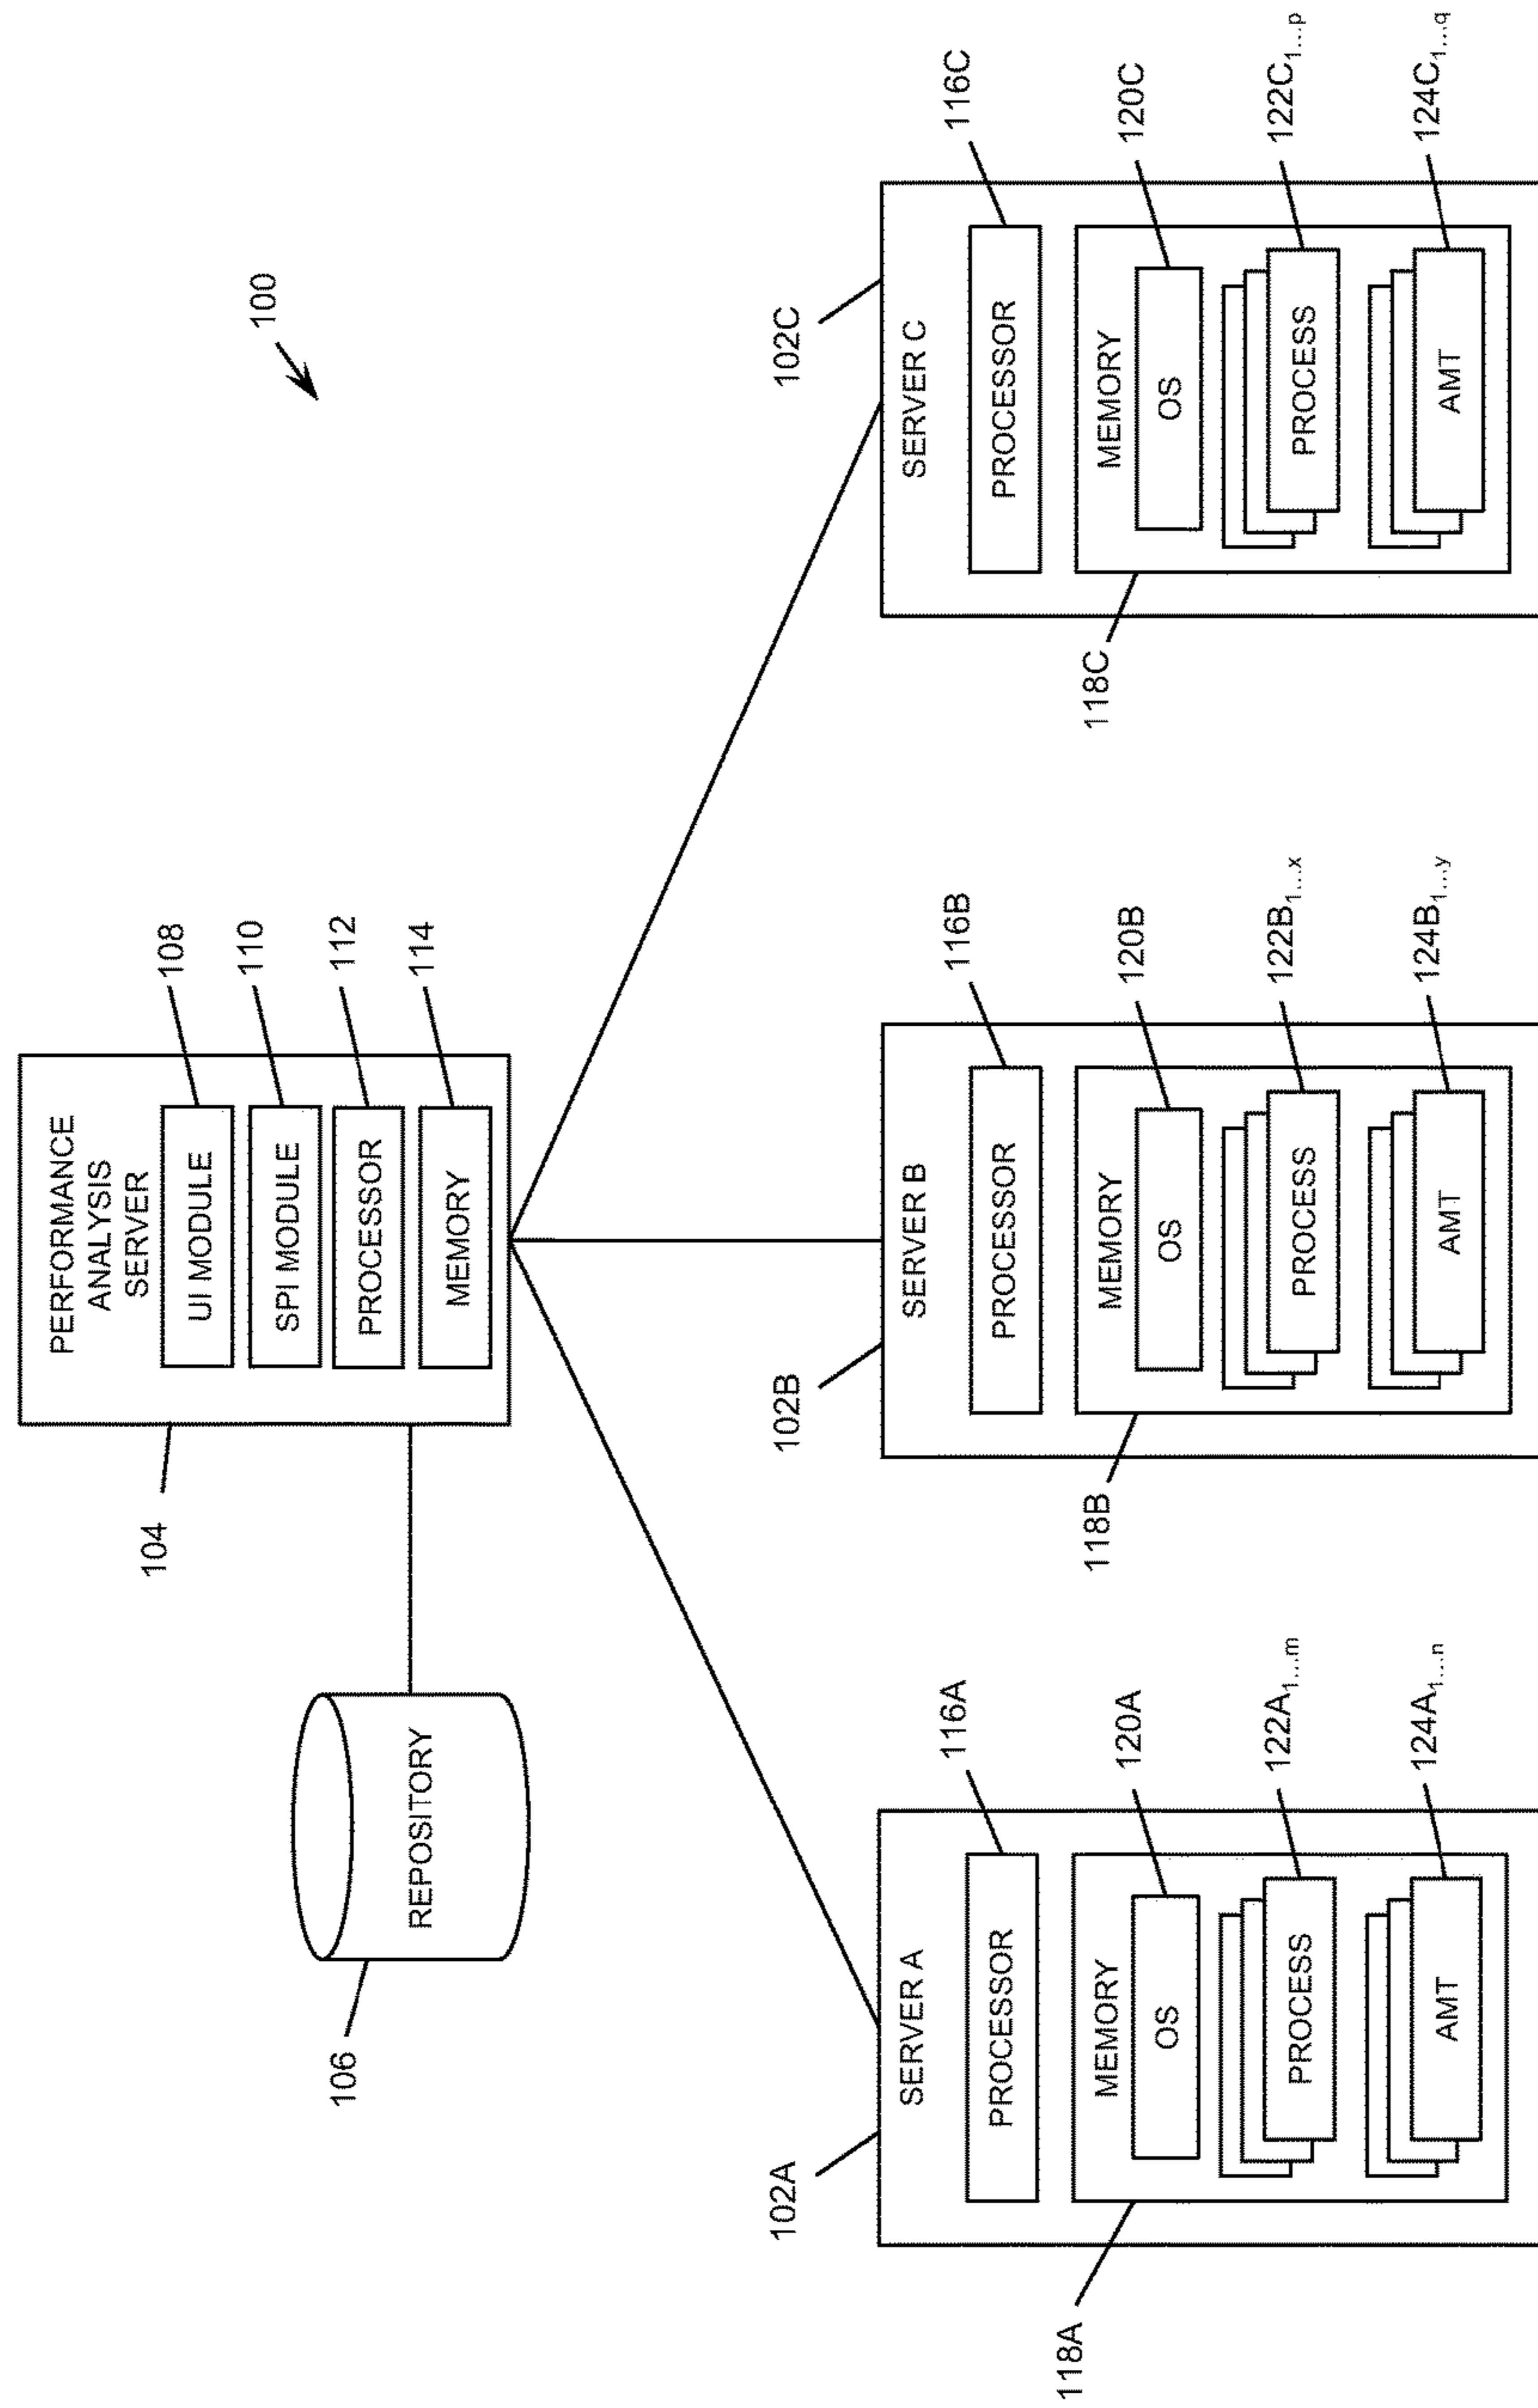 100
PERFORMANCE
ANALYSIS
SERVER
UI MODULE
SPI MODULE
PROCESSOR
MEMORY
104
108
110
112
114
REPOSITORY
106
102A
SERVER A
PROCESSOR
116A
MEMORY
118A
OS
120A
PROCESS
122A1...m
AMT
124A1...n
102B
SERVER B
PROCESSOR
116B
MEMORY
118B
OS
120B
PROCESS
122B1...x
AMT
124B1...y
102C
SERVER C
PROCESSOR
116C
MEMORY
118C
OS
120C
PROCESS
122C1...p
AMT
124C1...q